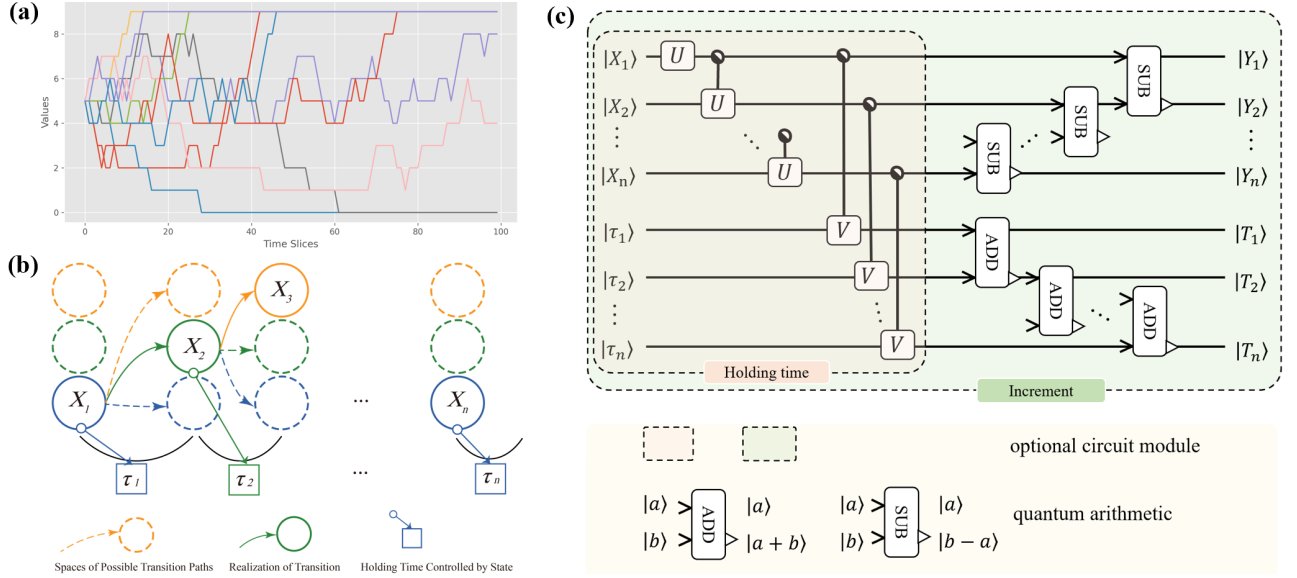 (a)
Values
8
6
4
2
0
0 20 40 60 80 100
Time Slices
(b)
X₁ X₂ X₃ ... Xₙ
τ₁ τ₂ ... τₙ
Spaces of Possible Transition Paths
Realization of Transition
Holding Time Controlled by State
(c)
|X₁⟩ U SUB |Y₁⟩
|X₂⟩ U SUB |Y₂⟩
⋮ ⋱ ⋰ ⋮
|Xₙ⟩ U SUB |Yₙ⟩
|τ₁⟩ V ADD |T₁⟩
|τ₂⟩ V ADD |T₂⟩
⋮ ⋱ ⋱ ⋮
|τₙ⟩ V ADD |Tₙ⟩
Holding time
Increment
optional circuit module
|a⟩ ADD |a⟩ |a⟩ SUB |a⟩
quantum arithmetic
|b⟩ |a + b⟩ |b⟩ |b − a⟩